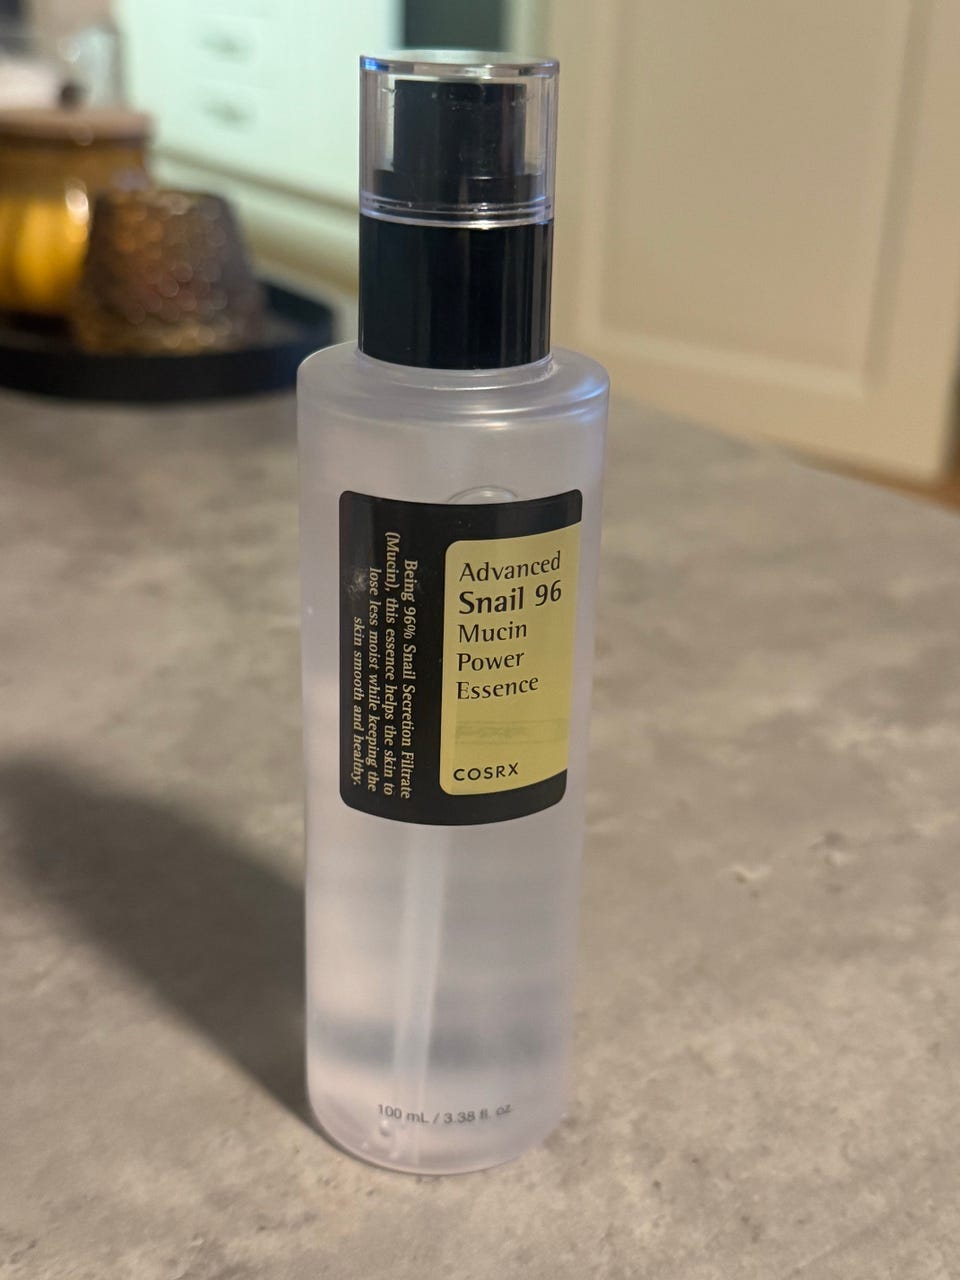 Advanced
Snail 96
Mucin
Power
Essence
COSRX
Being 96% Snail Secretion Filtrate
(Mucin), this essence helps the skin to
lose less moist while keeping the
skin smooth and healthy.
100 mL / 3.38 fl. oz.